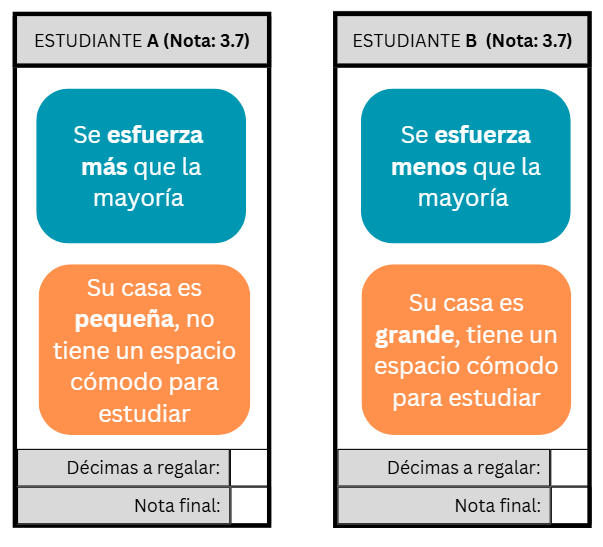 ESTUDIANTE A (Nota: 3.7)
Se esfuerza
más que la
mayoría
Su casa es
pequeña, no
tiene un espacio
cómodo para
estudiar
Décimas a regalar:
Nota final:
ESTUDIANTE B (Nota: 3.7)
Se esfuerza
menos que la
mayoría
Su casa es
grande, tiene un
espacio cómodo
para estudiar
Décimas a regalar:
Nota final: